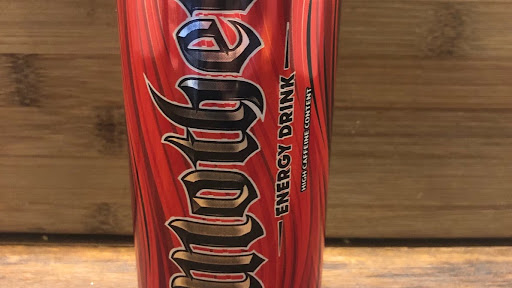 Mother
ENERGY DRINK
HIGH CAFFEINE CONTENT